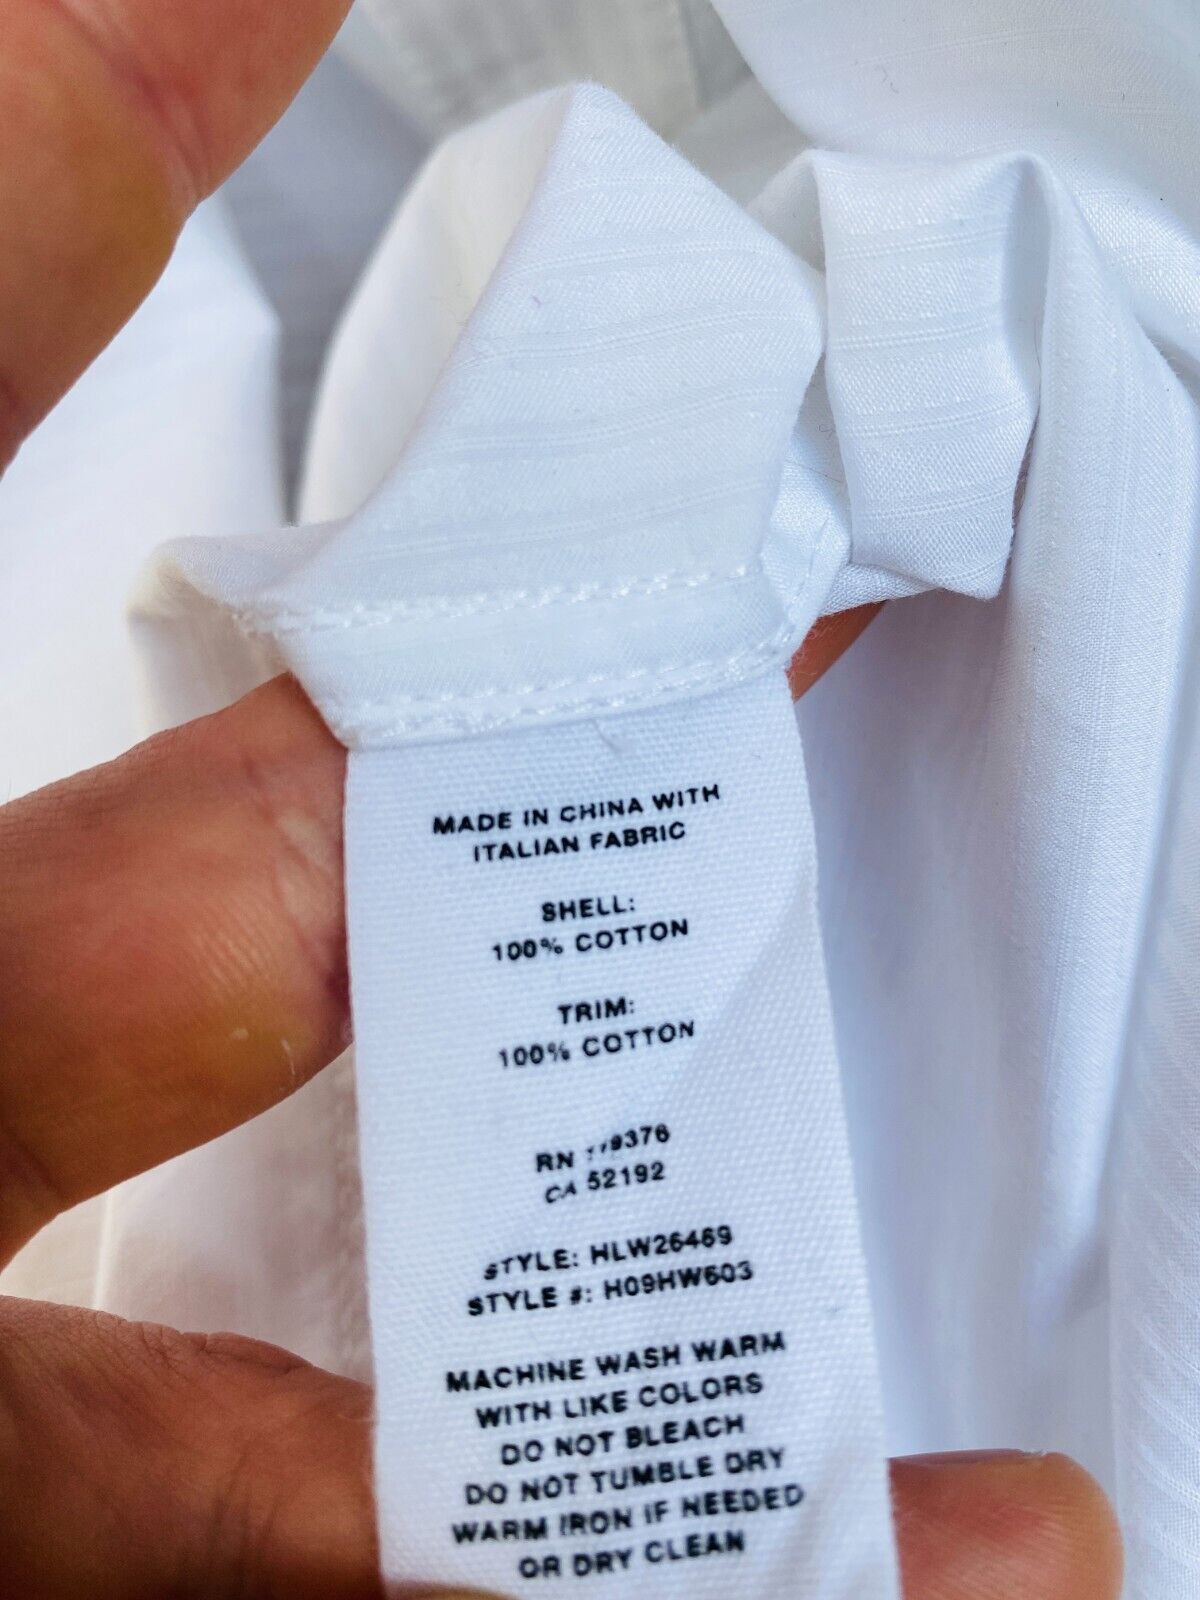 MADE IN CHINA WITH
ITALIAN FABRIC
SHELL:
100% COTTON
TRIM:
100% COTTON
RN
CA 52192
STYLE: HLW26469
STYLE #: H09HW603
MACHINE WASH WARM
WITH LIKE COLORS
DO NOT BLEACH
DO NOT TUMBLE DRY
WARM IRON IF NEEDED
OR DRY CLEAN